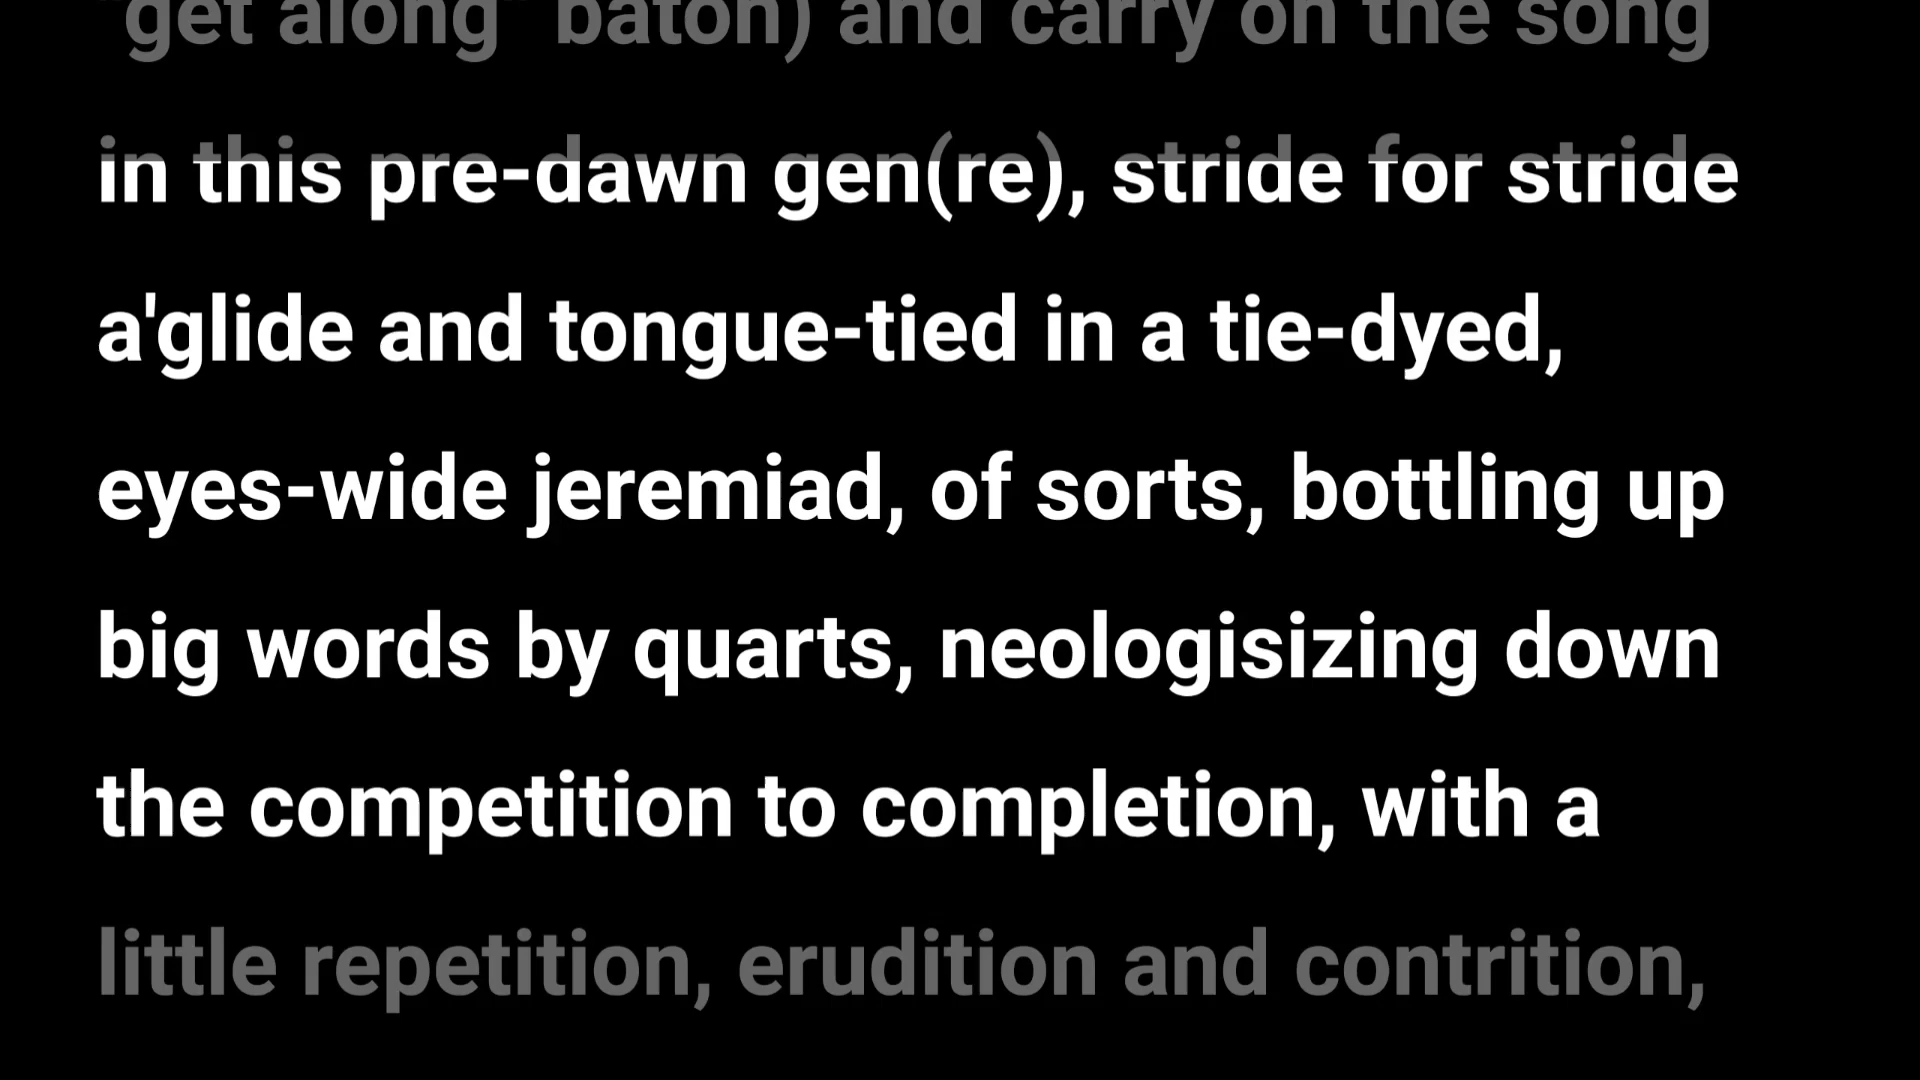 "get along" baton) and carry on the song
in this pre-dawn gen(re), stride for stride
a'glide and tongue-tied in a tie-dyed,
eyes-wide jeremiad, of sorts, bottling up
big words by quarts, neologisizing down
the competition to completion, with a
little repetition, erudition and contrition,